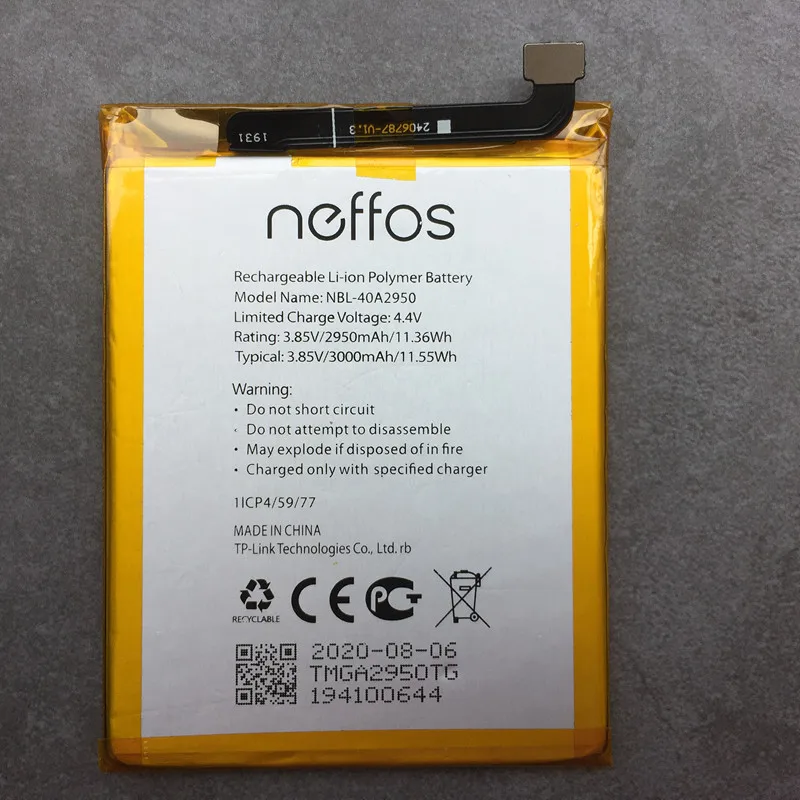 1931
2406787-V1.3
neffos
Rechargeable Li-ion Polymer Battery
Model Name: NBL-40A2950
Limited Charge Voltage: 4.4V
Rating: 3.85V/2950mAh/11.36Wh
Typical: 3.85V/3000mAh/11.55Wh
Warning:
• Do not short circuit
• Do not attempt to disassemble
• May explode if disposed of in fire
• Charged only with specified charger
1ICP4/59/77
MADE IN CHINA
TP-Link Technologies Co., Ltd. rb
RECYCLABLE
CE
PCT
2020-08-06
TMGA2950TG
194100644